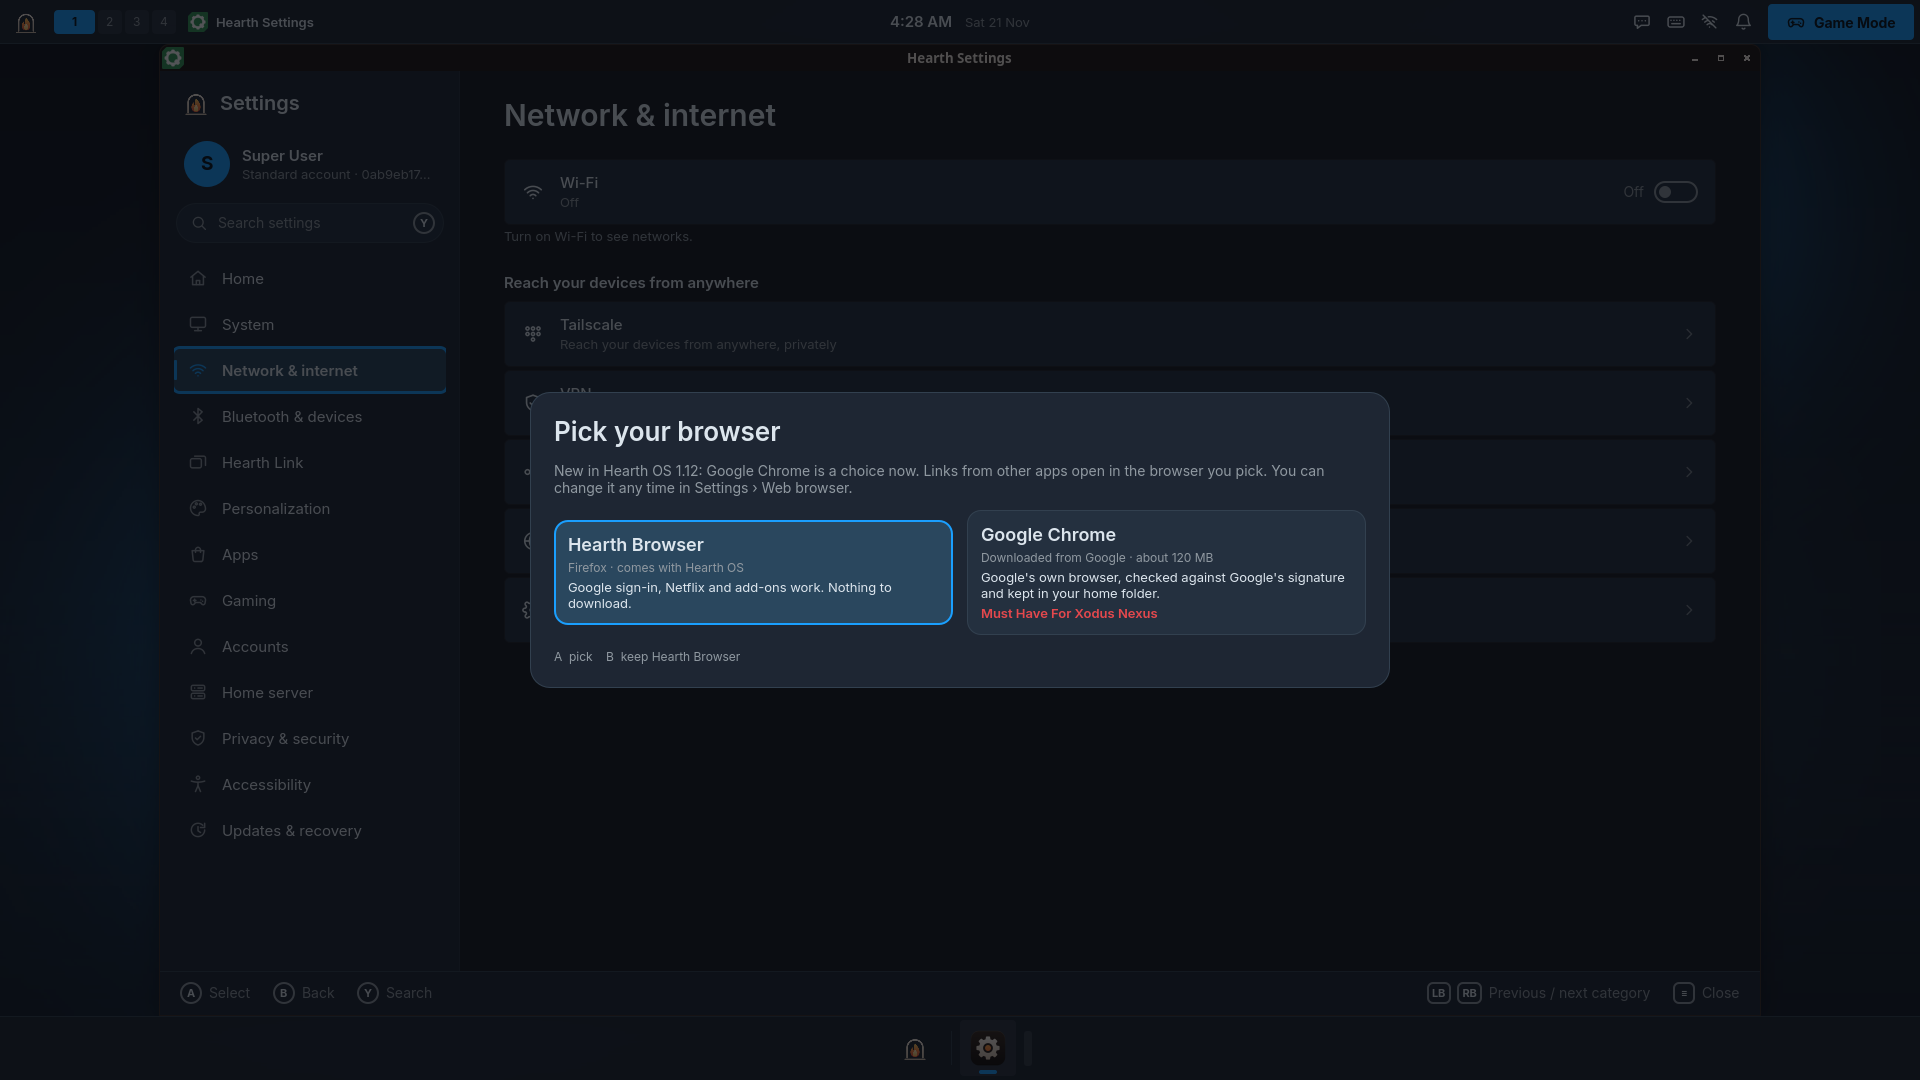 1 2 3 4 Hearth Settings
4:28 AM Sat 21 Nov
Game Mode
Hearth Settings
Settings
S
Super User
Standard account · 0ab9eb17...
Search settings Y
Home
System
Network & internet
Bluetooth & devices
Hearth Link
Personalization
Apps
Gaming
Accounts
Home server
Privacy & security
Accessibility
Updates & recovery
Network & internet
Wi-Fi
Off
Off
Turn on Wi-Fi to see networks.
Reach your devices from anywhere
Tailscale
Reach your devices from anywhere, privately
VPN
Pick your browser
New in Hearth OS 1.12: Google Chrome is a choice now. Links from other apps open in the browser you pick. You can
change it any time in Settings › Web browser.
Hearth Browser
Firefox · comes with Hearth OS
Google sign-in, Netflix and add-ons work. Nothing to
download.
Google Chrome
Downloaded from Google · about 120 MB
Google's own browser, checked against Google's signature
and kept in your home folder.
Must Have For Xodus Nexus
A pick B keep Hearth Browser
A Select B Back Y Search
LB RB Previous / next category ≡ Close